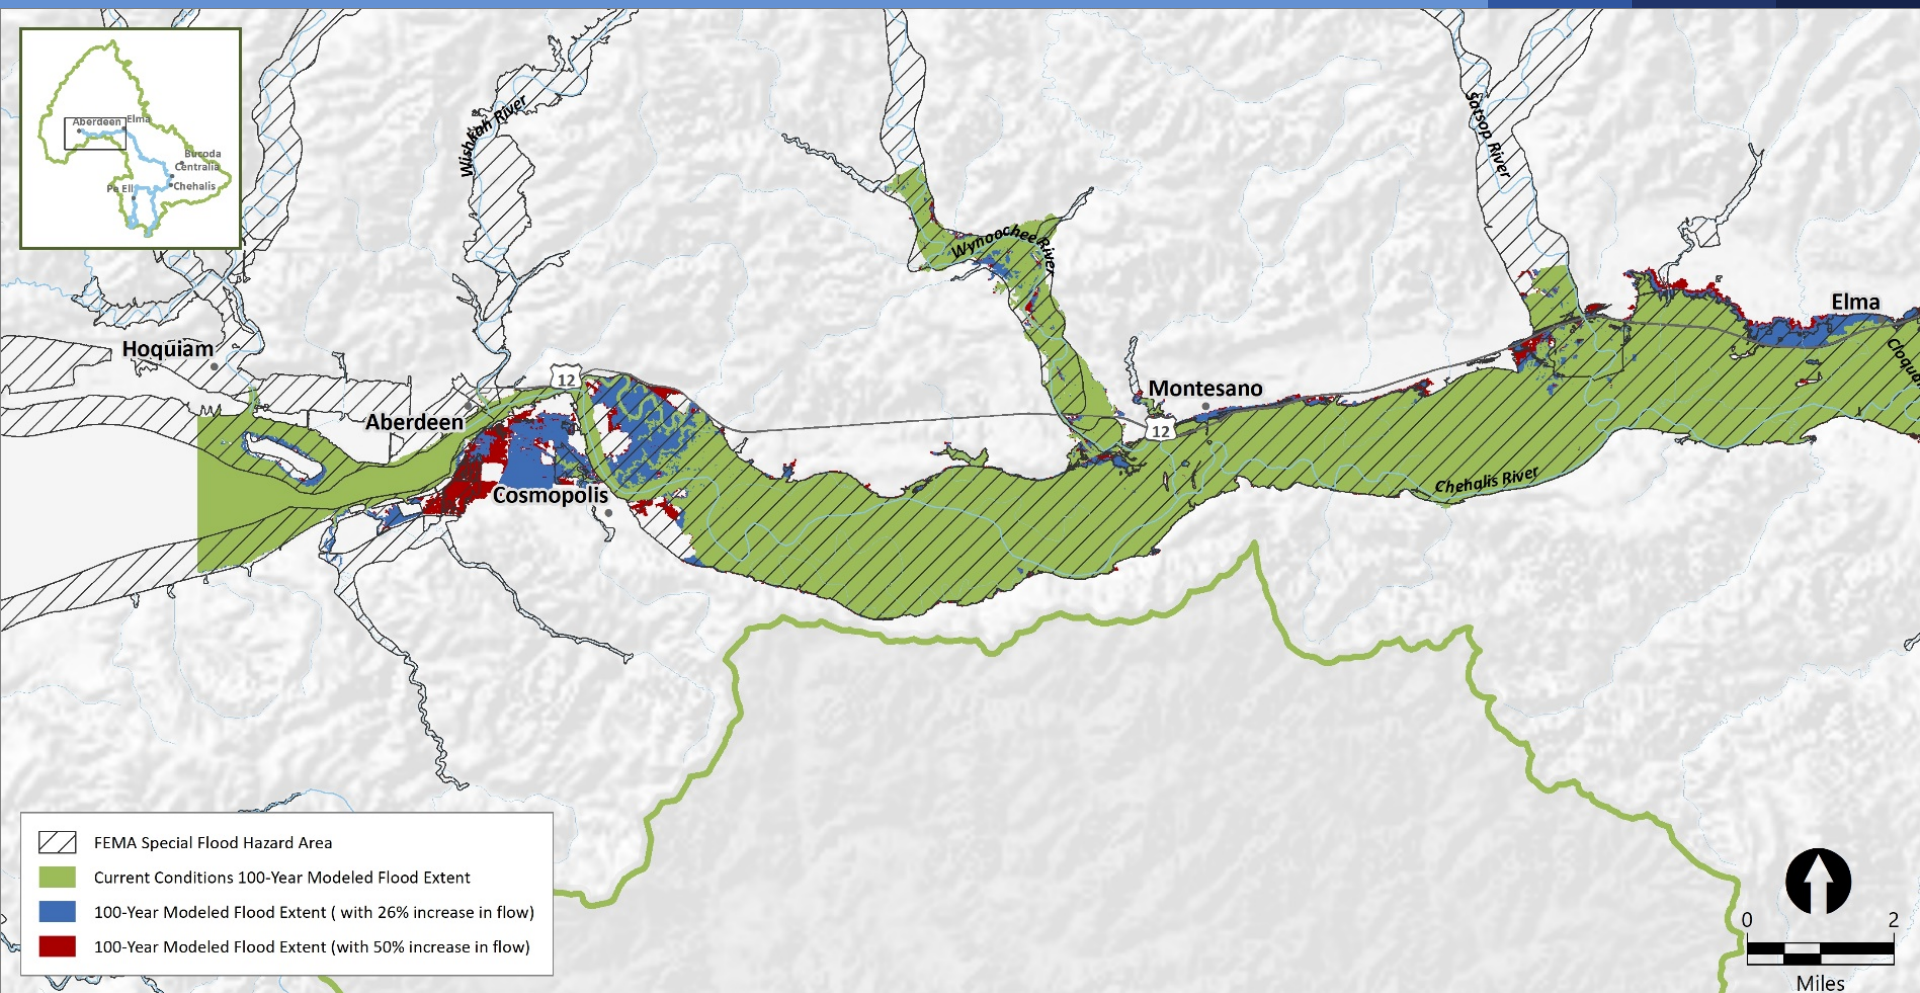 Aberdeen
Elma
Bucoda
Centralia
Chehalis
Pe Ell
Wishkah River
Wynoochee River
Satsop River
Elma
Hoquiam
12
Montesano
Aberdeen
12
Cosmopolis
Chehalis River
FEMA Special Flood Hazard Area
Current Conditions 100-Year Modeled Flood Extent
100-Year Modeled Flood Extent ( with 26% increase in flow)
100-Year Modeled Flood Extent (with 50% increase in flow)
0 2
Miles